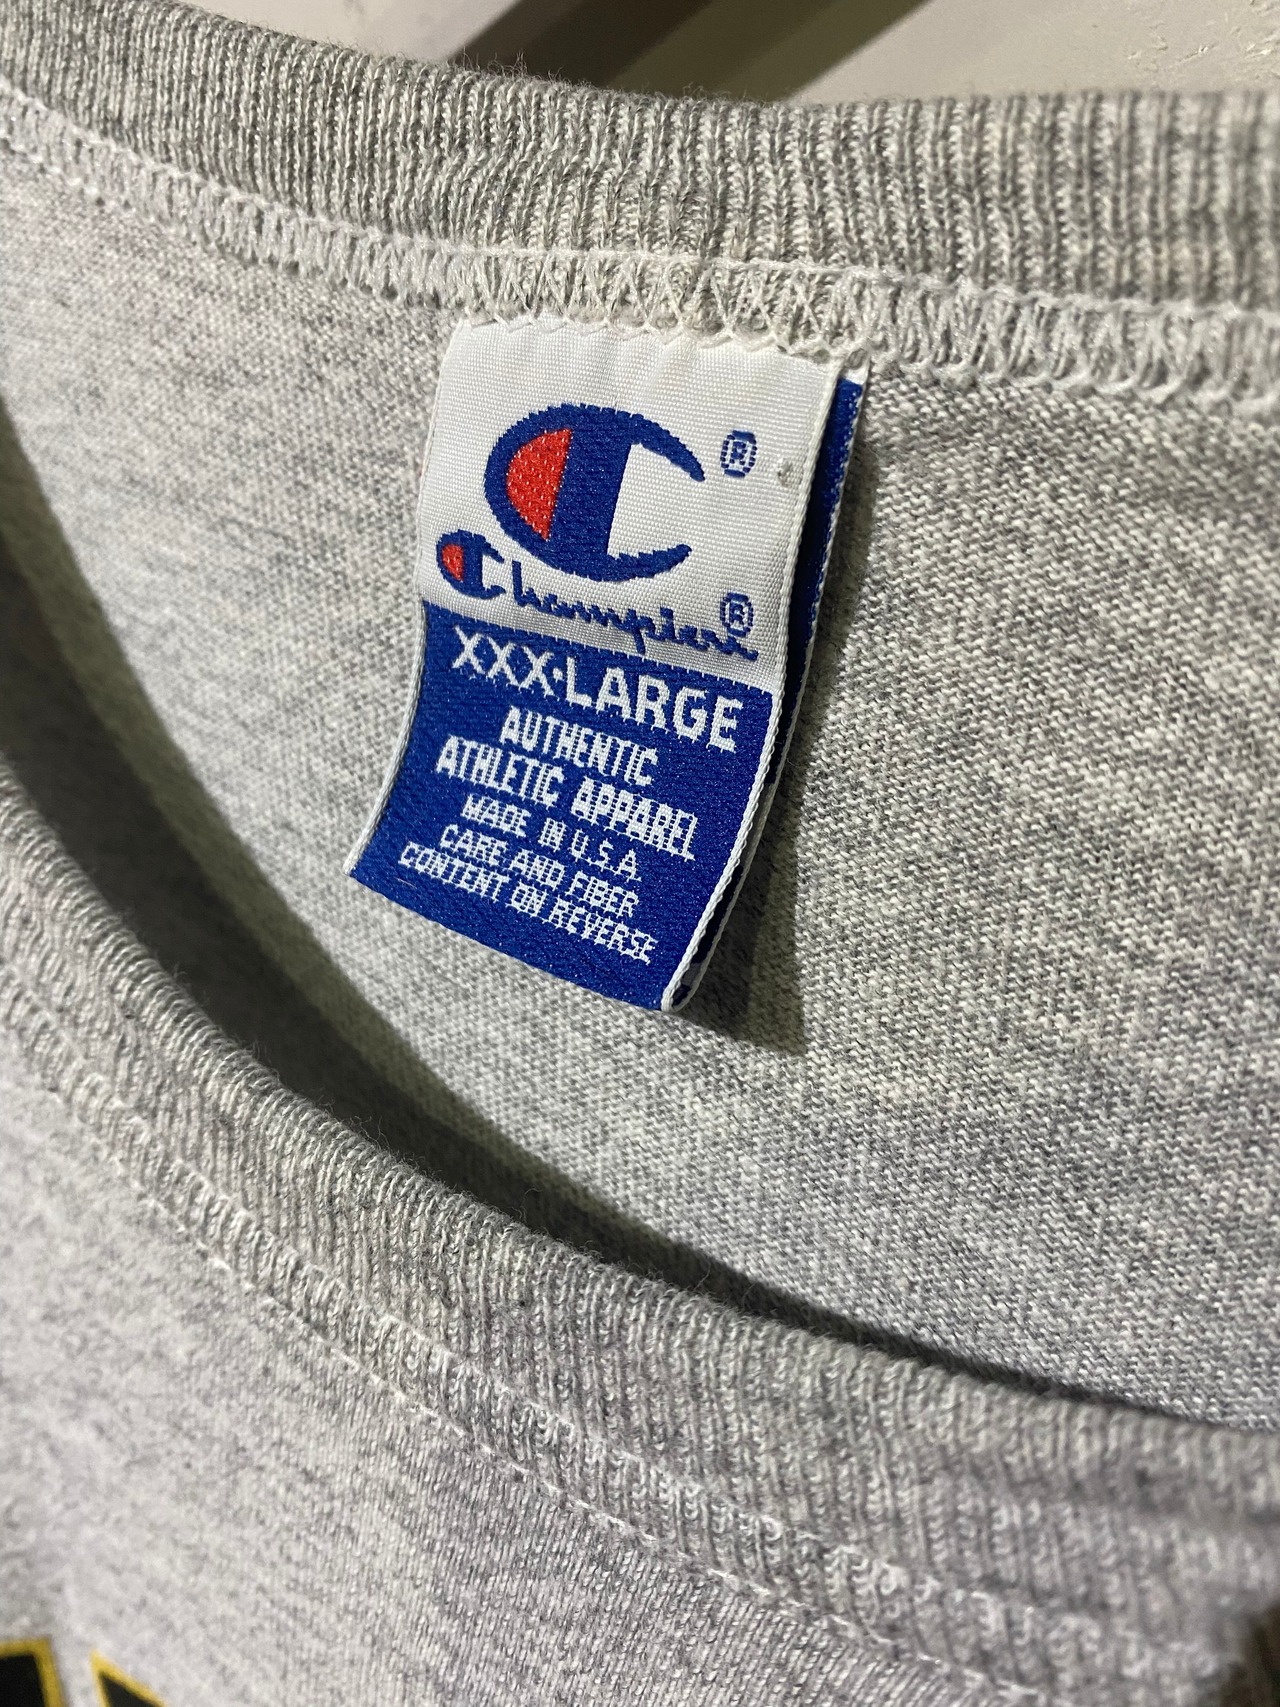 ®
Champion®
XXX-LARGE
AUTHENTIC
ATHLETIC APPAREL
MADE IN U.S.A.
CARE AND FIBER
CONTENT ON REVERSE